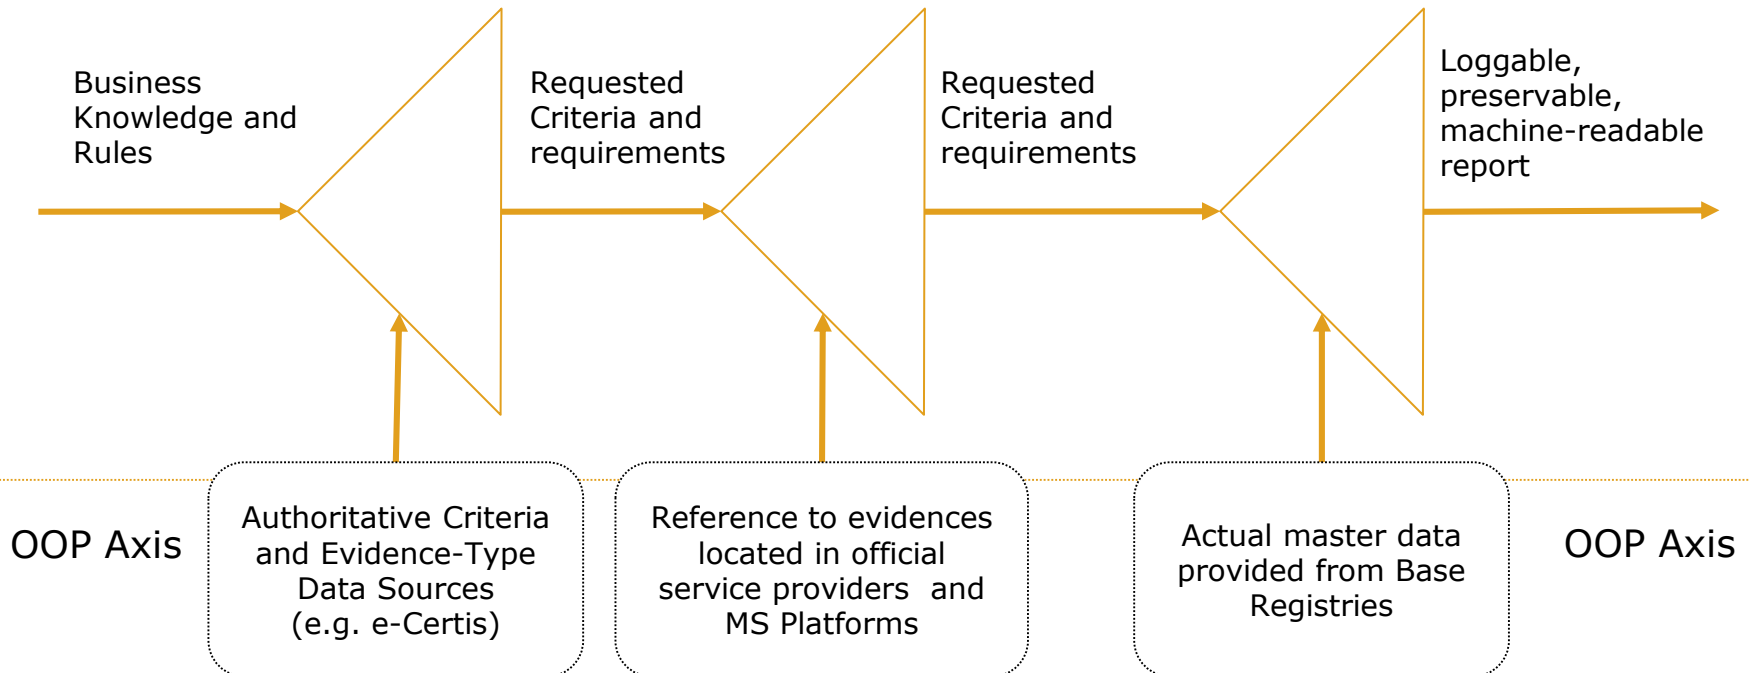 Business
Knowledge and
Rules
Requested
Criteria and
requirements
Requested
Criteria and
requirements
Loggable,
preservable,
machine-readable
report
OOP Axis
Authoritative Criteria
and Evidence-Type
Data Sources
(e.g. e-Certis)
Reference to evidences
located in official
service providers  and
MS Platforms
Actual master data
provided from Base
Registries
OOP Axis